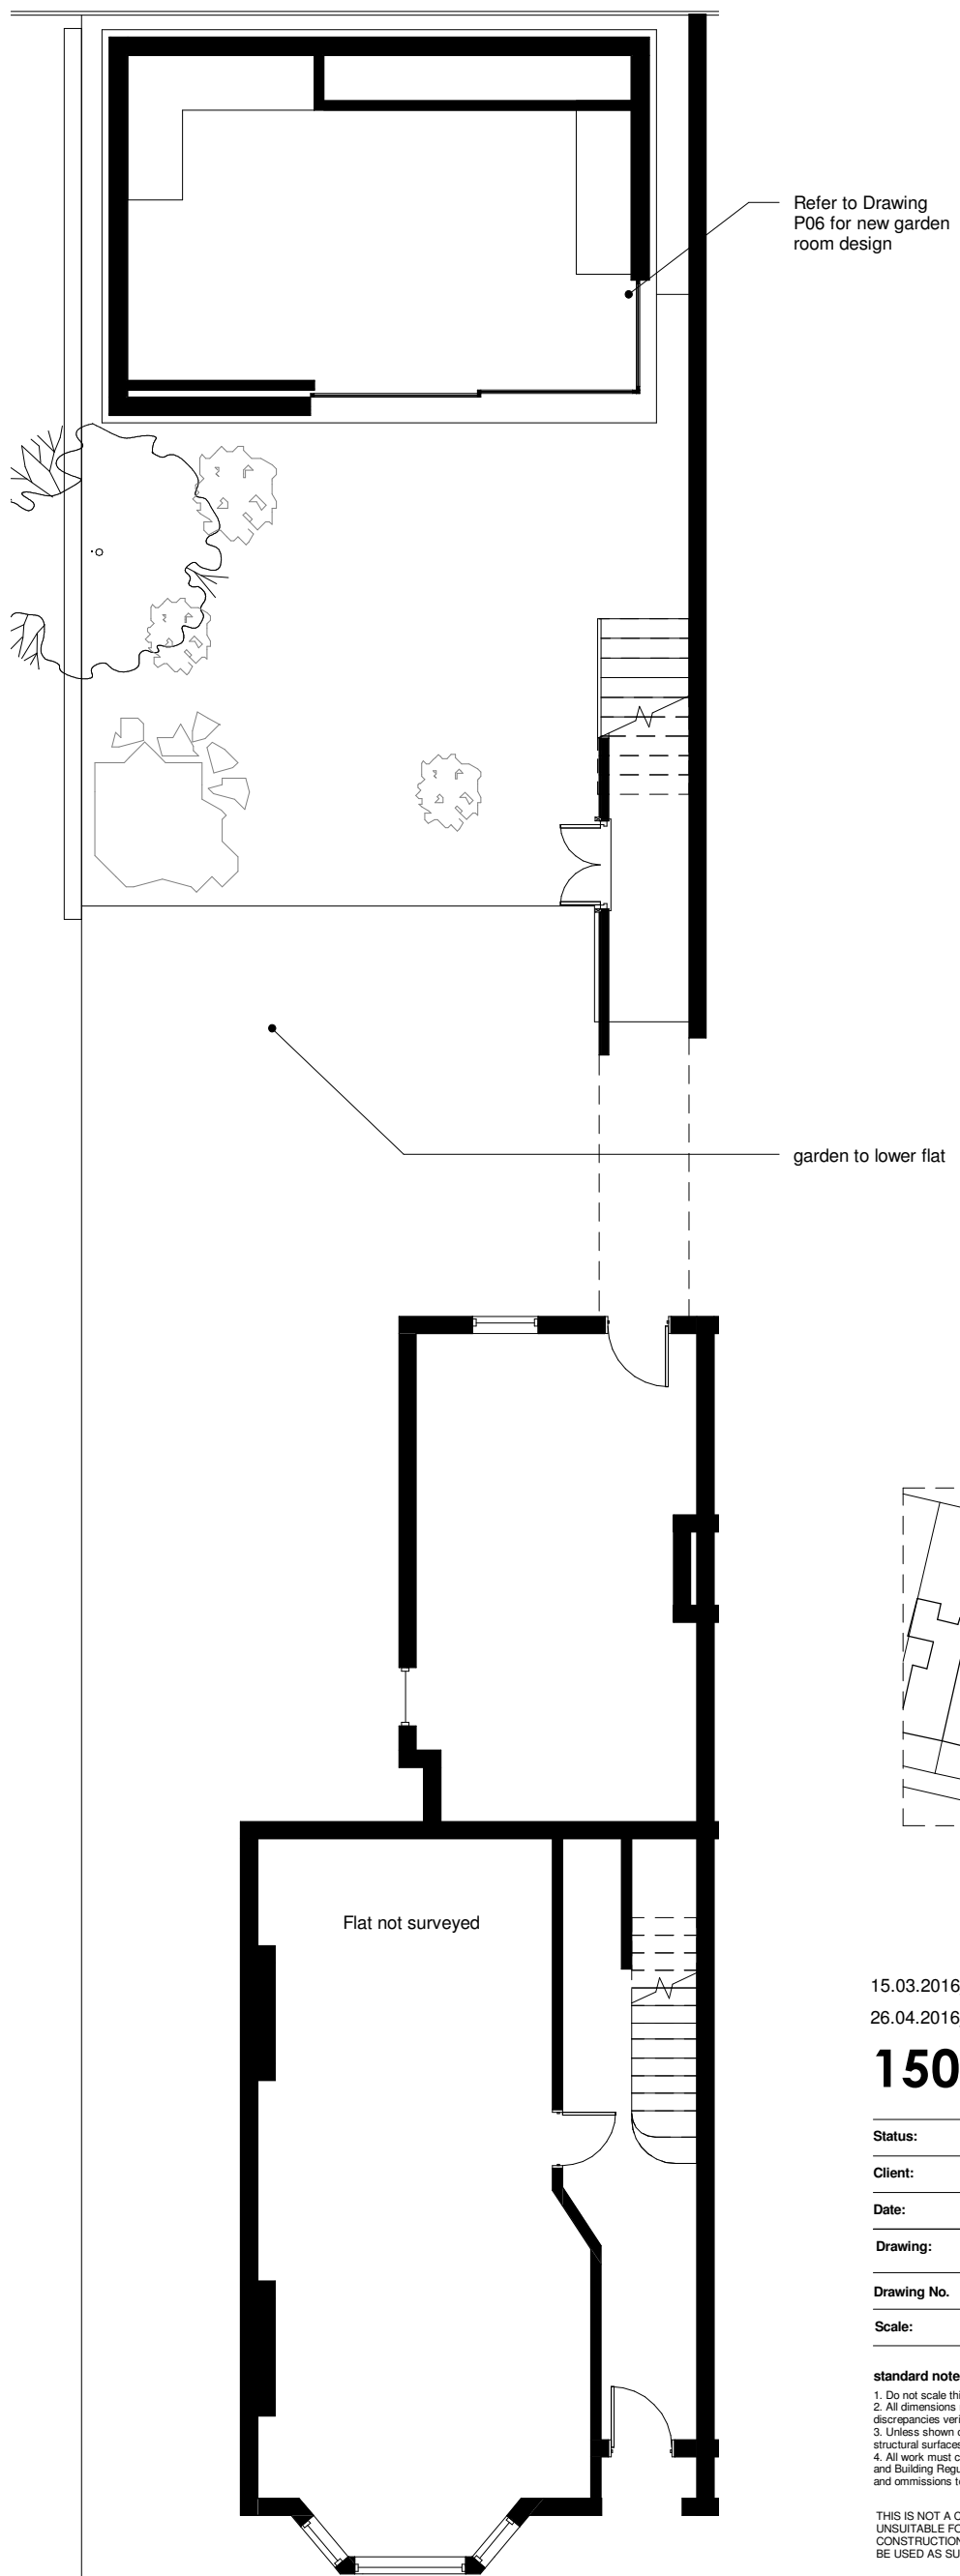 Refer to Drawing
P06 for new garden
room design
garden to lower flat
Flat not surveyed
15.03.2016
26.04.2016
150
Status:
Client:
Date:
Drawing:
Drawing No.
Scale:
standard note
1. Do not scale thi
2. All dimensions
discrepancies veri
3. Unless shown
structural surfaces
4. All work must c
and Building Regu
and ommissions t
THIS IS NOT A C
UNSUITABLE FO
CONSTRUCTION
BE USED AS SU